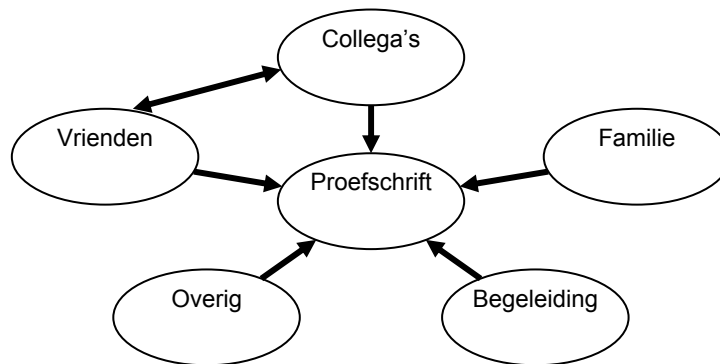 Collega's
Vrienden
Familie
Proefschrift
Overig
Begeleiding